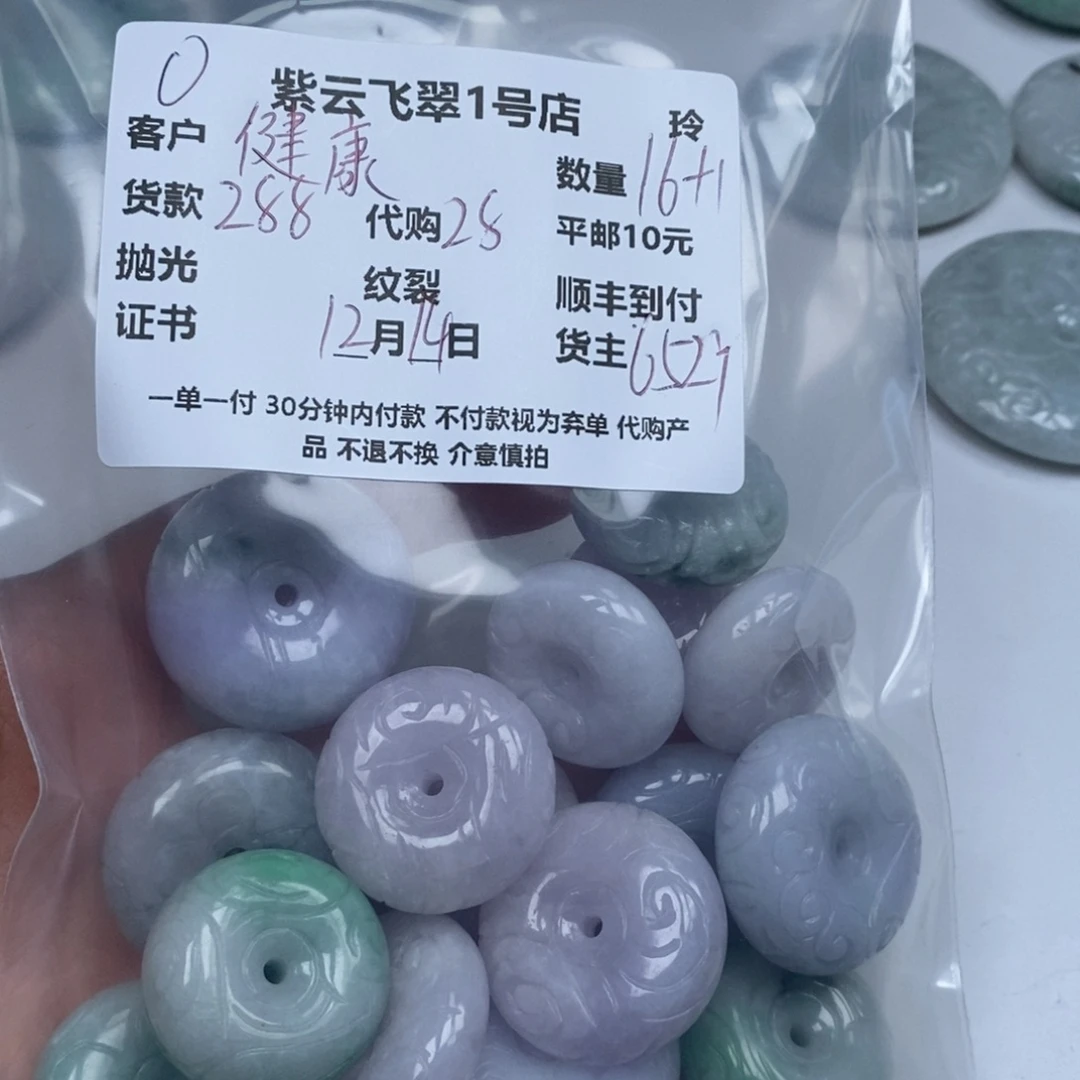 0
紫云飞翠1号店 玲
客户 健康 数量 16+1
货款 288 代购 28 平邮10元
抛光 纹裂 顺丰到付
证书 12月14日 货主
一单一付 30分钟内付款 不付款视为弃单 代购产
品 不退不换 介意慎拍